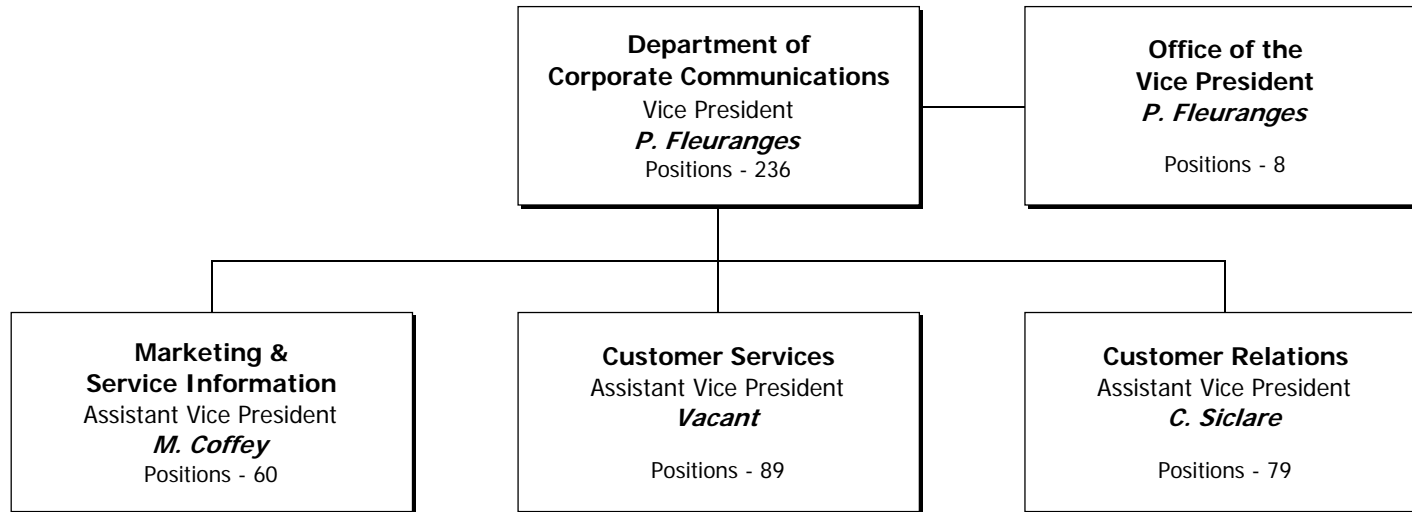 Department of
Corporate Communications
Vice President
P. Fleuranges
Positions - 236
Office of the
Vice President
P. Fleuranges
Positions - 8
Marketing &
Service Information
Assistant Vice President
M. Coffey
Positions - 60
Customer Services
Assistant Vice President
Vacant
Positions - 89
Customer Relations
Assistant Vice President
C. Siclare
Positions - 79